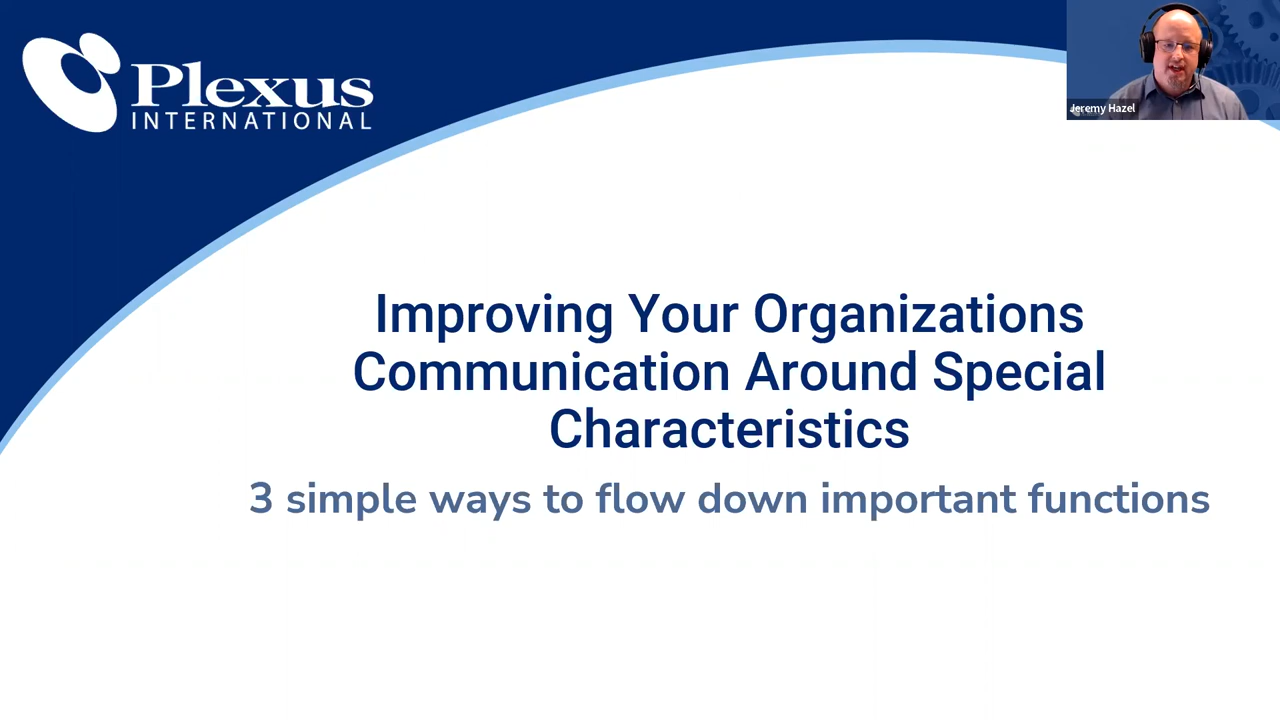 Plexus
INTERNATIONAL
Jeremy Hazel
Improving Your Organizations
Communication Around Special
Characteristics
3 simple ways to flow down important functions